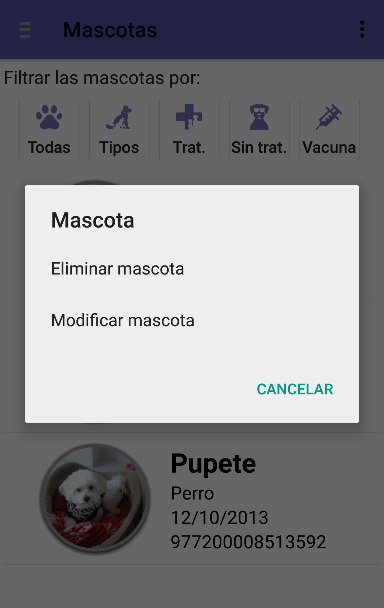 Mascotas
Filtrar las mascotas por:
Todas Tipos Trat. Sin trat. Vacuna
Mascota
Eliminar mascota
Modificar mascota
CANCELAR
Pupete
Perro
12/10/2013
977200008513592